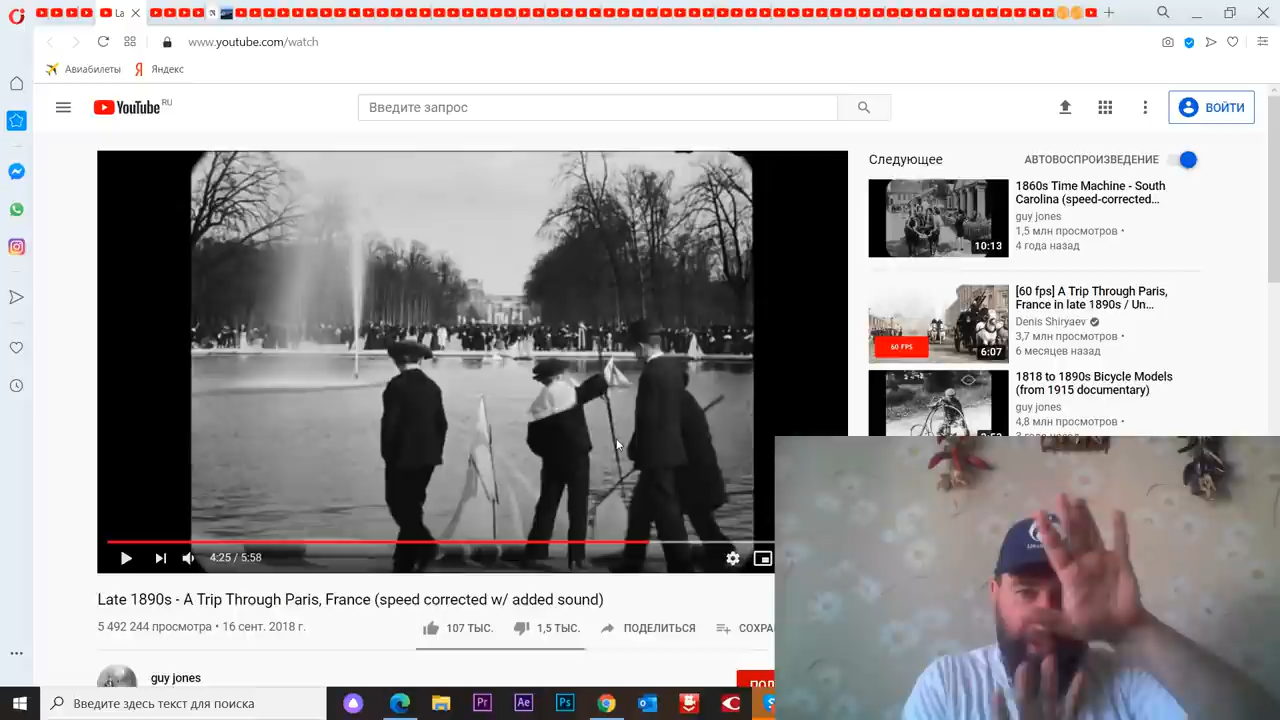 La
www.youtube.com/watch
Авиабилеты
Яндекс
YouTube RU
Введите запрос
ВОЙТИ
Следующее
АВТОВОСПРОИЗВЕДЕНИЕ
1860s Time Machine - South
Carolina (speed-corrected...
guy jones
1,5 млн просмотров •
4 года назад
10:13
[60 fps] A Trip Through Paris,
France in late 1890s / Un...
Denis Shiryaev
3,7 млн просмотров •
6 месяцев назад
60 FPS
6:07
1818 to 1890s Bicycle Models
(from 1915 documentary)
guy jones
4,8 млн просмотров •
4:25 / 5:58
Late 1890s - A Trip Through Paris, France (speed corrected w/ added sound)
5 492 244 просмотра • 16 сент. 2018 г.
107 ТЫС.
1,5 ТЫС.
ПОДЕЛИТЬСЯ
СОХРА
guy jones
Введите здесь текст для поиска
Pr
Ae
Ps